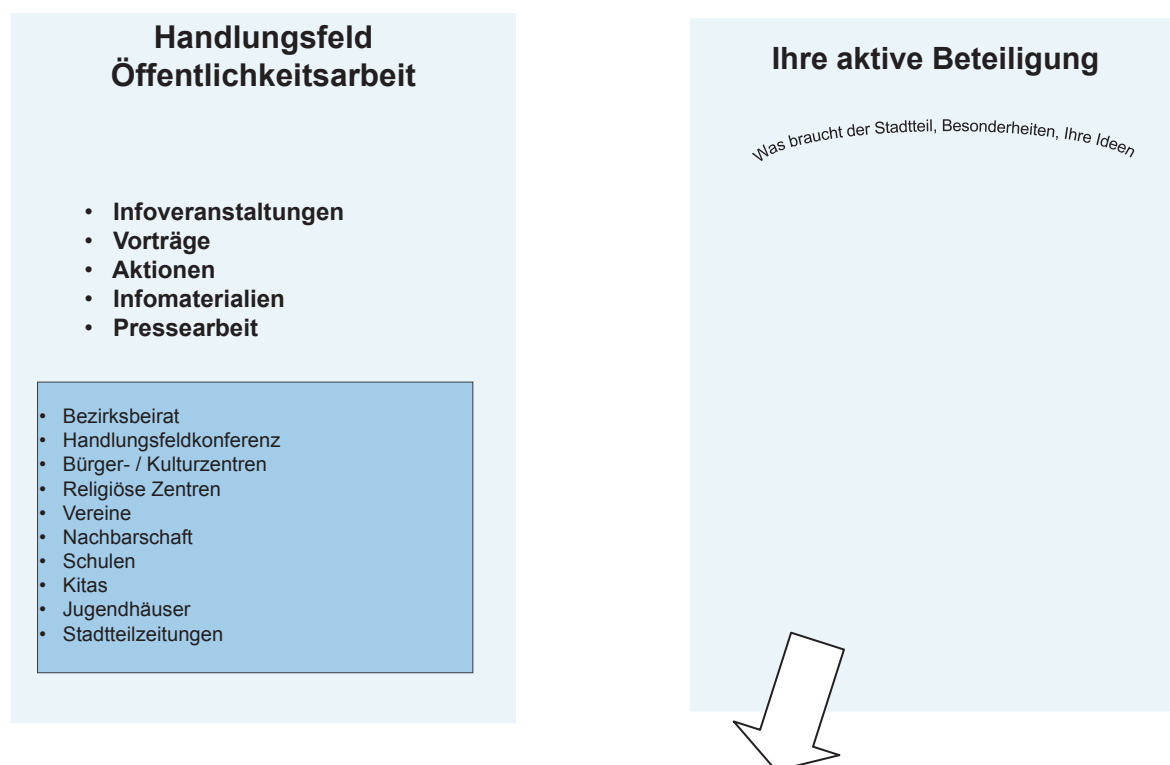 Handlungsfeld
Öffentlichkeitsarbeit
• Infoveranstaltungen
• Vorträge
• Aktionen
• Infomaterialien
• Pressearbeit
• Bezirksbeirat
• Handlungsfeldkonferenz
• Bürger- / Kulturzentren
• Religiöse Zentren
• Vereine
• Nachbarschaft
• Schulen
• Kitas
• Jugendhäuser
• Stadtteilzeitungen
Ihre aktive Beteiligung
Was braucht der Stadtteil, Besonderheiten, Ihre Ideen